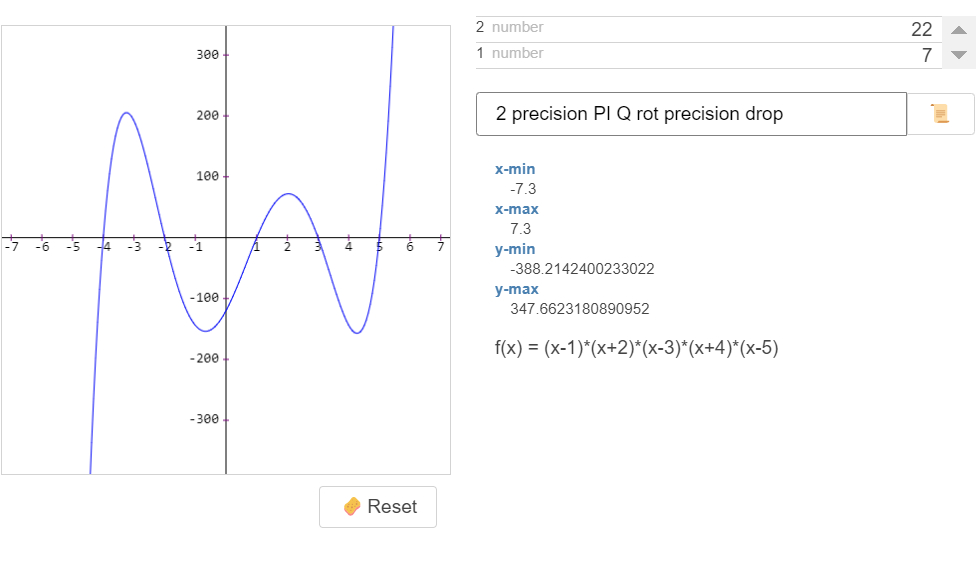 300
200
100
-7 -6 -5 -4 -3 -2 -1 1 2 3 4 5 6 7
-100
-200
-300
Reset
2 number 22
1 number 7
2 precision PI Q rot precision drop
x-min
-7.3
x-max
7.3
y-min
-388.2142400233022
y-max
347.6623180890952
f(x) = (x-1)*(x+2)*(x-3)*(x+4)*(x-5)